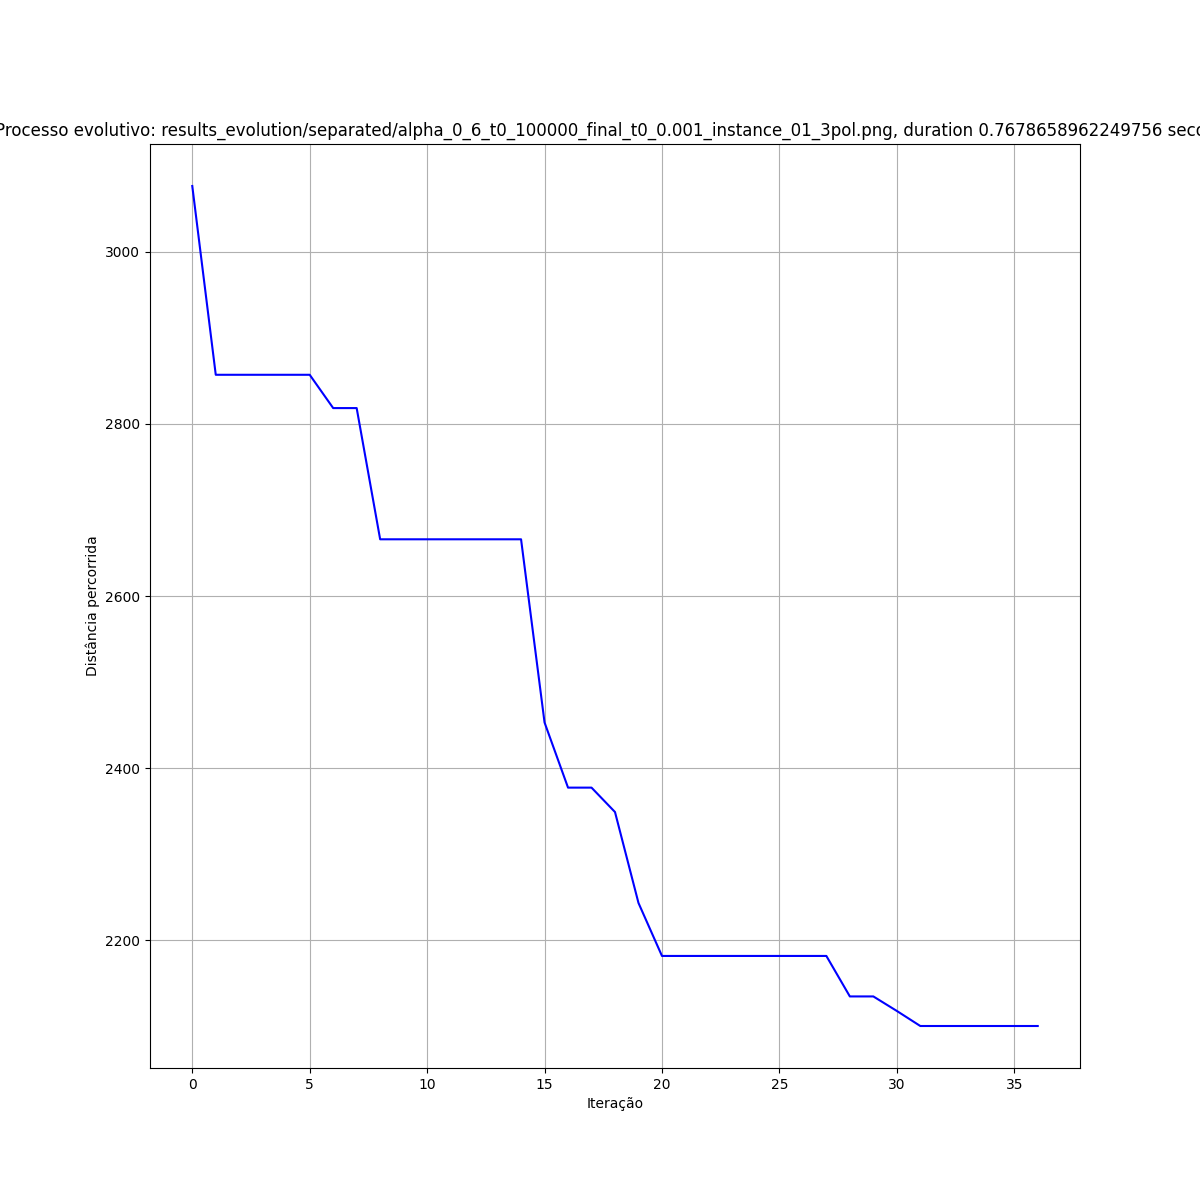 Processo evolutivo: results_evolution/separated/alpha_0_6_t0_100000_final_t0_0.001_instance_01_3pol.png, duration 0.7678658962249756
3000
2800
2600
2400
2200
Distância percorrida
0 5 10 15 20 25 30 35
Iteração